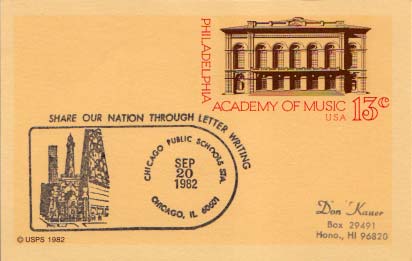 PHILADELPHIA
ACADEMY OF MUSIC
USA 13c
SHARE OUR NATION THROUGH LETTER WRITING
CHICAGO PUBLIC SCHOOLS STA.
SEP
20
1982
CHICAGO, IL 60601
Don Kauer
Box 29491
Hono., HI 96820
© USPS 1982